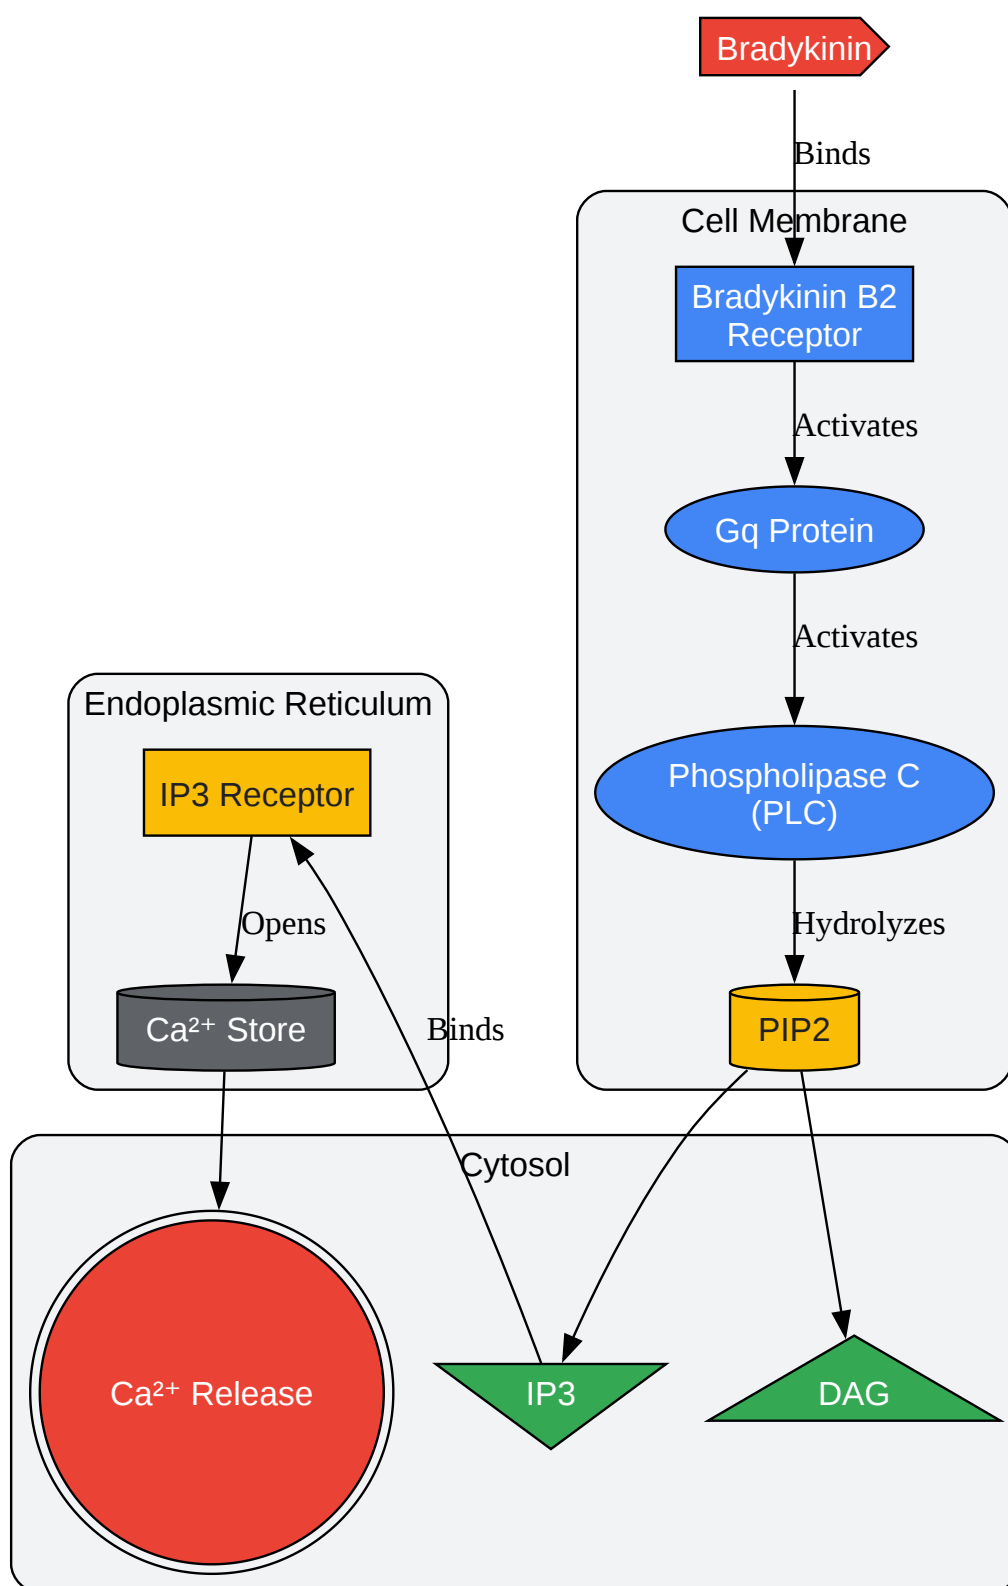 Bradykinin
Binds
Cell Membrane
Bradykinin B2
Receptor
Activates
Gq Protein
Activates
Endoplasmic Reticulum
IP3 Receptor
Phospholipase C
(PLC)
Opens
Hydrolyzes
Ca²⁺ Store
Binds
PIP2
Cytosol
Ca²⁺ Release
IP3
DAG